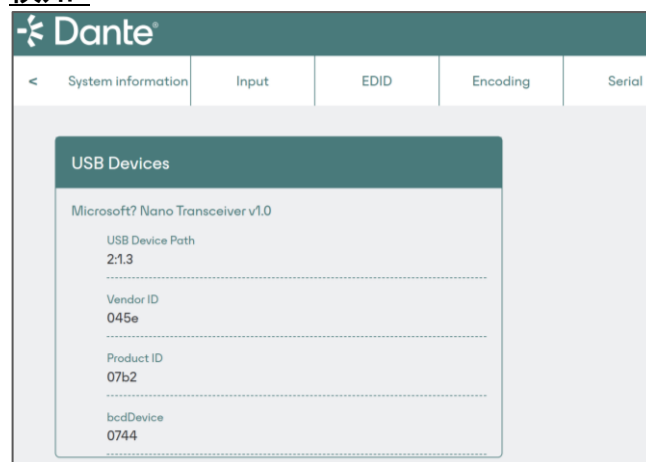 Dante®
< System information Input EDID Encoding Serial
USB Devices
Microsoft? Nano Transceiver v1.0
USB Device Path
2:1.3
Vendor ID
045e
Product ID
07b2
bcdDevice
0744